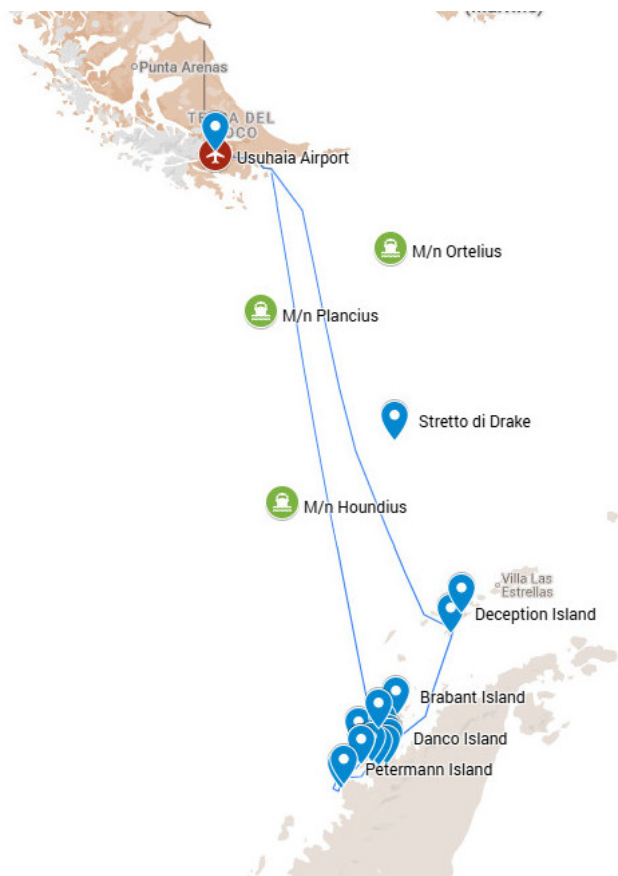 Punta Arenas
Usuhaia Airport
M/n Ortelius
M/n Plancius
Stretto di Drake
M/n Houndius
Villa Las
Estrellas
Deception Island
Brabant Island
Danco Island
Petermann Island